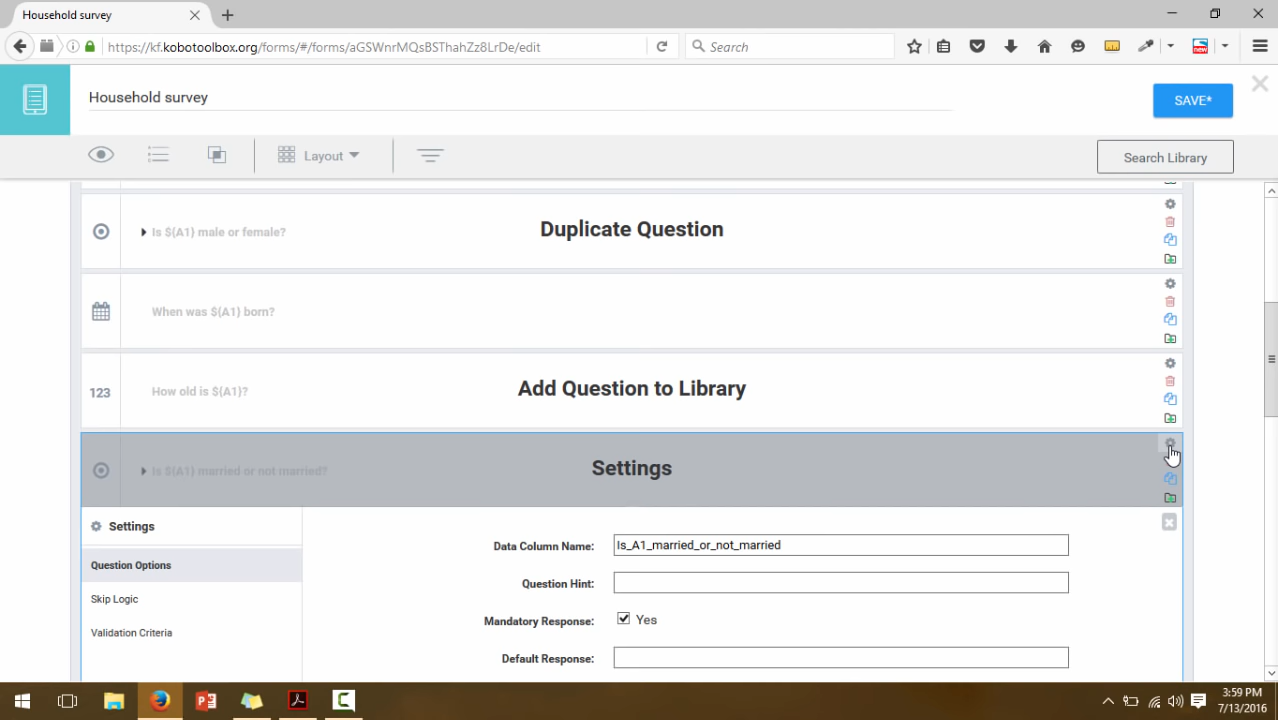 Household survey
https://kf.kobotoolbox.org/forms/#/forms/aGSWnrMQsBSThahZz8LrDe/edit
Search
new
Household survey
SAVE*
Layout
Search Library
Is ${A1} male or female?
Duplicate Question
When was ${A1} born?
123
How old is ${A1}?
Add Question to Library
Is ${A1} married or not married?
Settings
Settings
Question Options
Skip Logic
Validation Criteria
Data Column Name:
Is_A1_married_or_not_married
Question Hint:
Mandatory Response:
Yes
Default Response:
3:59 PM
7/13/2016